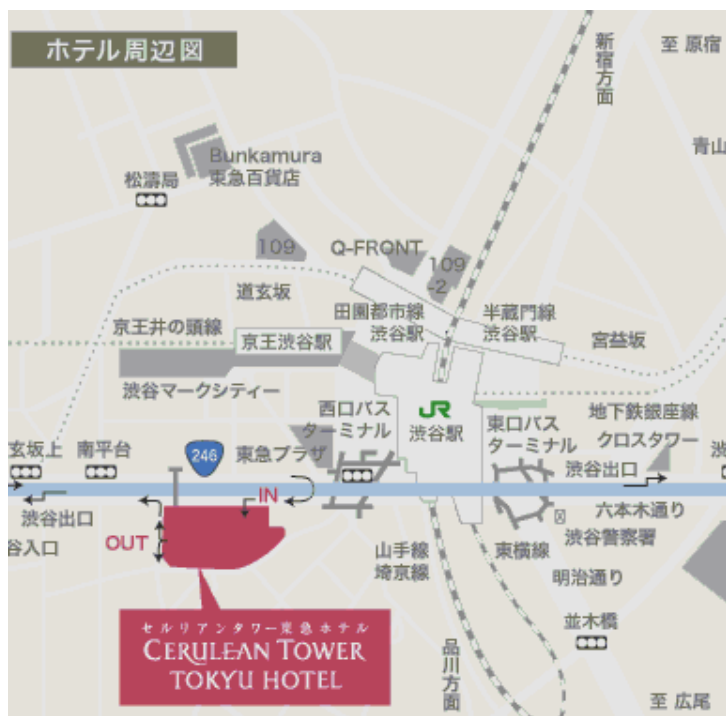 ホテル周辺図
新宿方面
至 原宿
青山
Bunkamura
東急百貨店
松濤局
109
Q-FRONT
109
-2
道玄坂
田園都市線
渋谷駅
半蔵門線
渋谷駅
宮益坂
京王井の頭線
京王渋谷駅
渋谷マークシティー
JR
渋谷駅
西口バス
ターミナル
東口バス
ターミナル
地下鉄銀座線
クロスタワー
玄坂上
南平台
246
東急プラザ
渋谷出口
渋
IN
渋谷出口
OUT
谷入口
六本木通り
渋谷警察署
山手線
埼京線
東横線
明治通り
並木橋
セルリアンタワー東急ホテル
CERULEAN TOWER
TOKYU HOTEL
品川方面
至 広尾